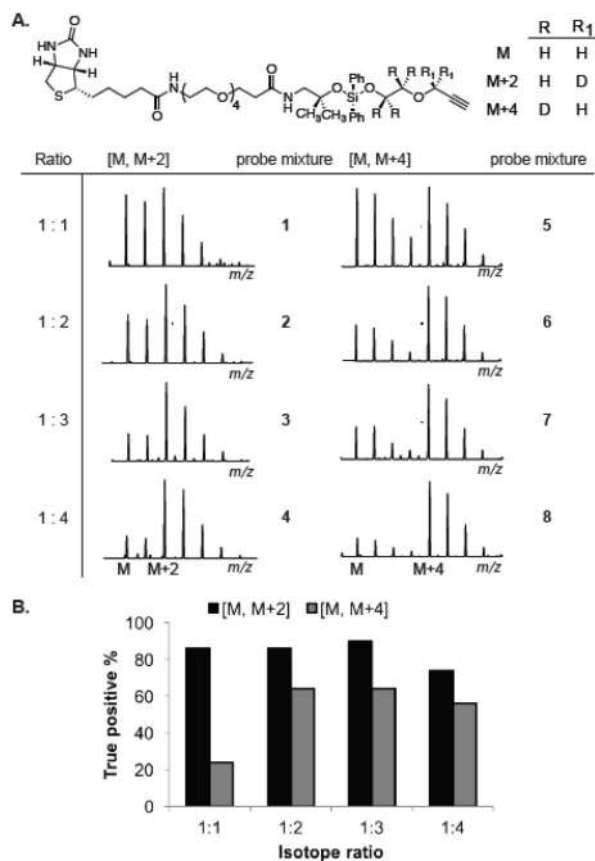 A.
R R₁
M H H
M+2 H D
M+4 D H
O
HN NH
H H
S
O
H
N
O
4
O
N
H
O
CH₃
CH₃
Ph
Si
Ph
O
R R
R R
O
R₁ R₁
Ratio [M, M+2] probe mixture [M, M+4] probe mixture
1 : 1 1 5
m/z m/z
1 : 2 2 6
m/z m/z
1 : 3 3 7
m/z m/z
1 : 4 4 8
M M+2 m/z M M+4 m/z
B.
[M, M+2] [M, M+4]
True positive %
100
80
60
40
20
0
1:1 1:2 1:3 1:4
Isotope ratio